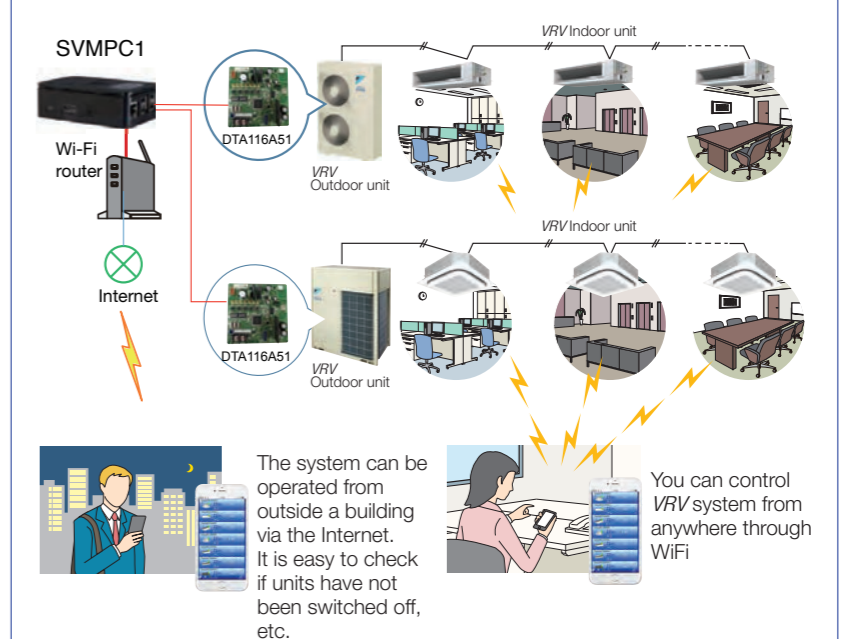 SVMPC1
VRV Indoor unit
DTA116A51
Wi-Fi
router
VRV
Outdoor unit
VRV Indoor unit
Internet
DTA116A51
VRV
Outdoor unit
The system can be
operated from
outside a building
via the Internet.
It is easy to check
if units have not
been switched off,
etc.
You can control
VRV system from
anywhere through
WiFi